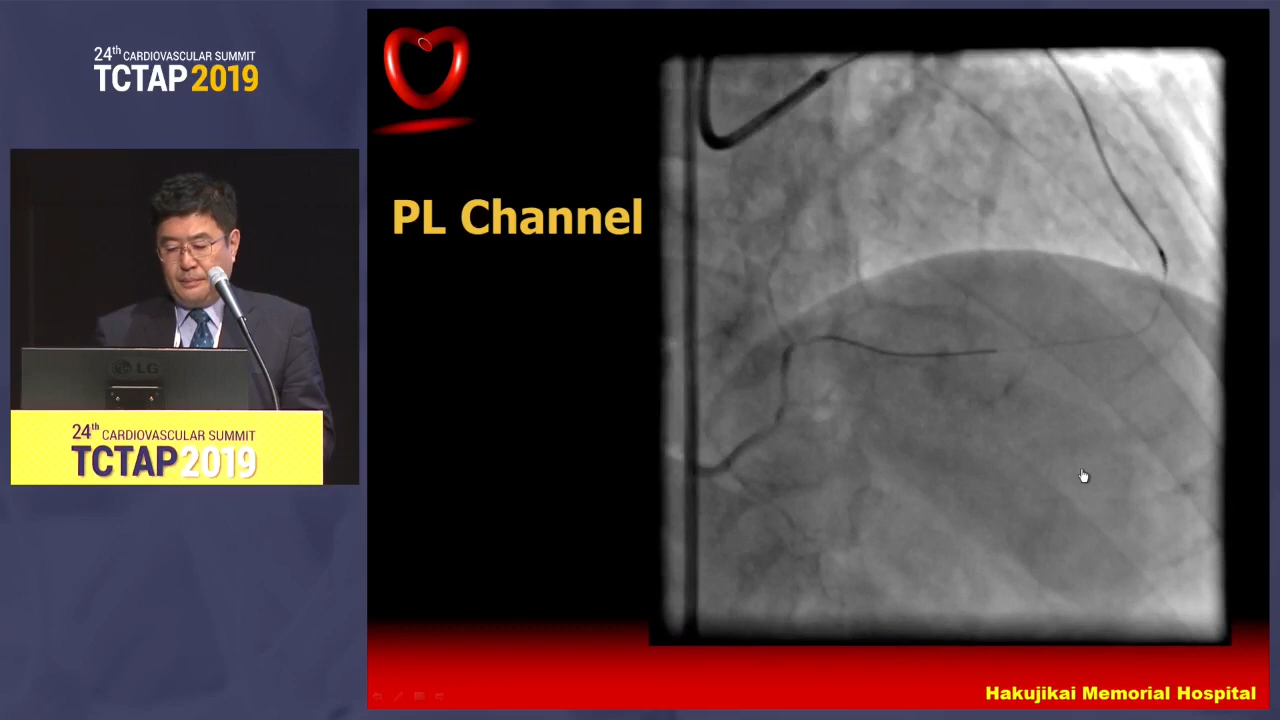 24th CARDIOVASCULAR SUMMIT
TCTAP 2019
PL Channel
LG
24th CARDIOVASCULAR SUMMIT
TCTAP 2019
Hakujikai Memorial Hospital